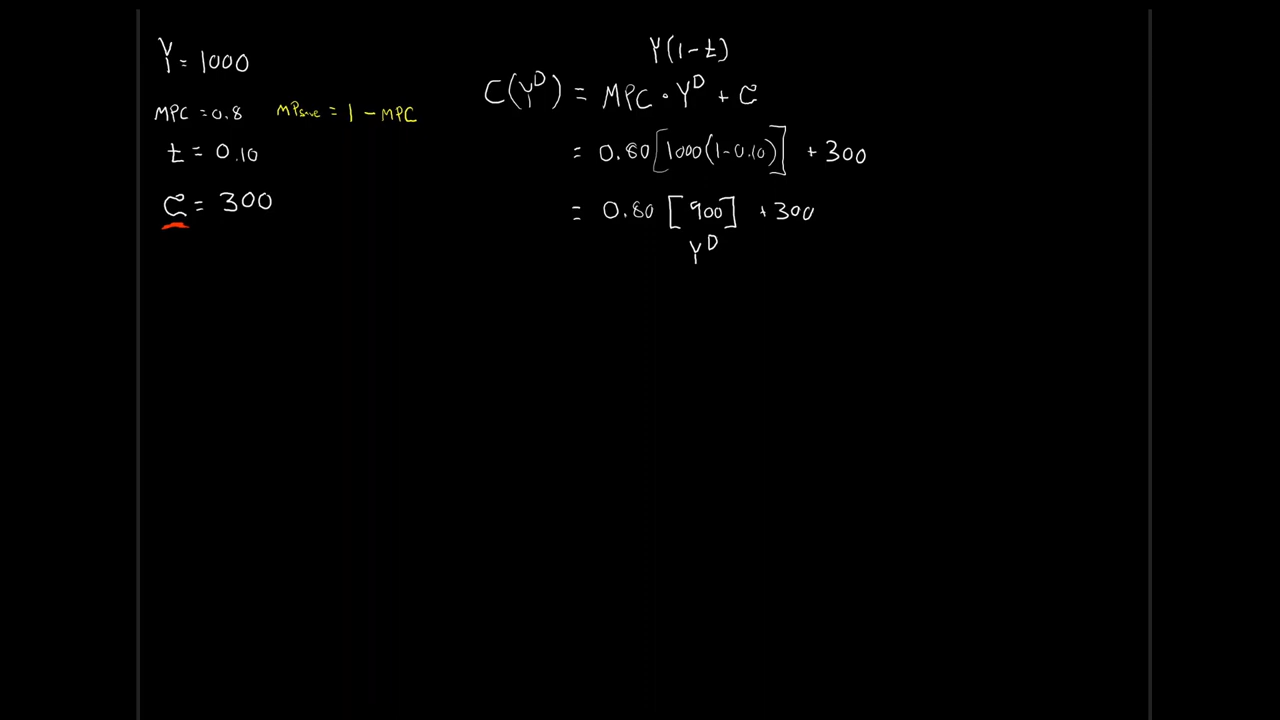 Y = 1000
MPC = 0.8 MPsave = 1 - MPC
t = 0.10
C̄ = 300
Y(1-t)
C(Y^D) = MPC · Y^D + C̄
= 0.80[1000(1-0.10)] + 300
= 0.80 [900] + 300
Y^D